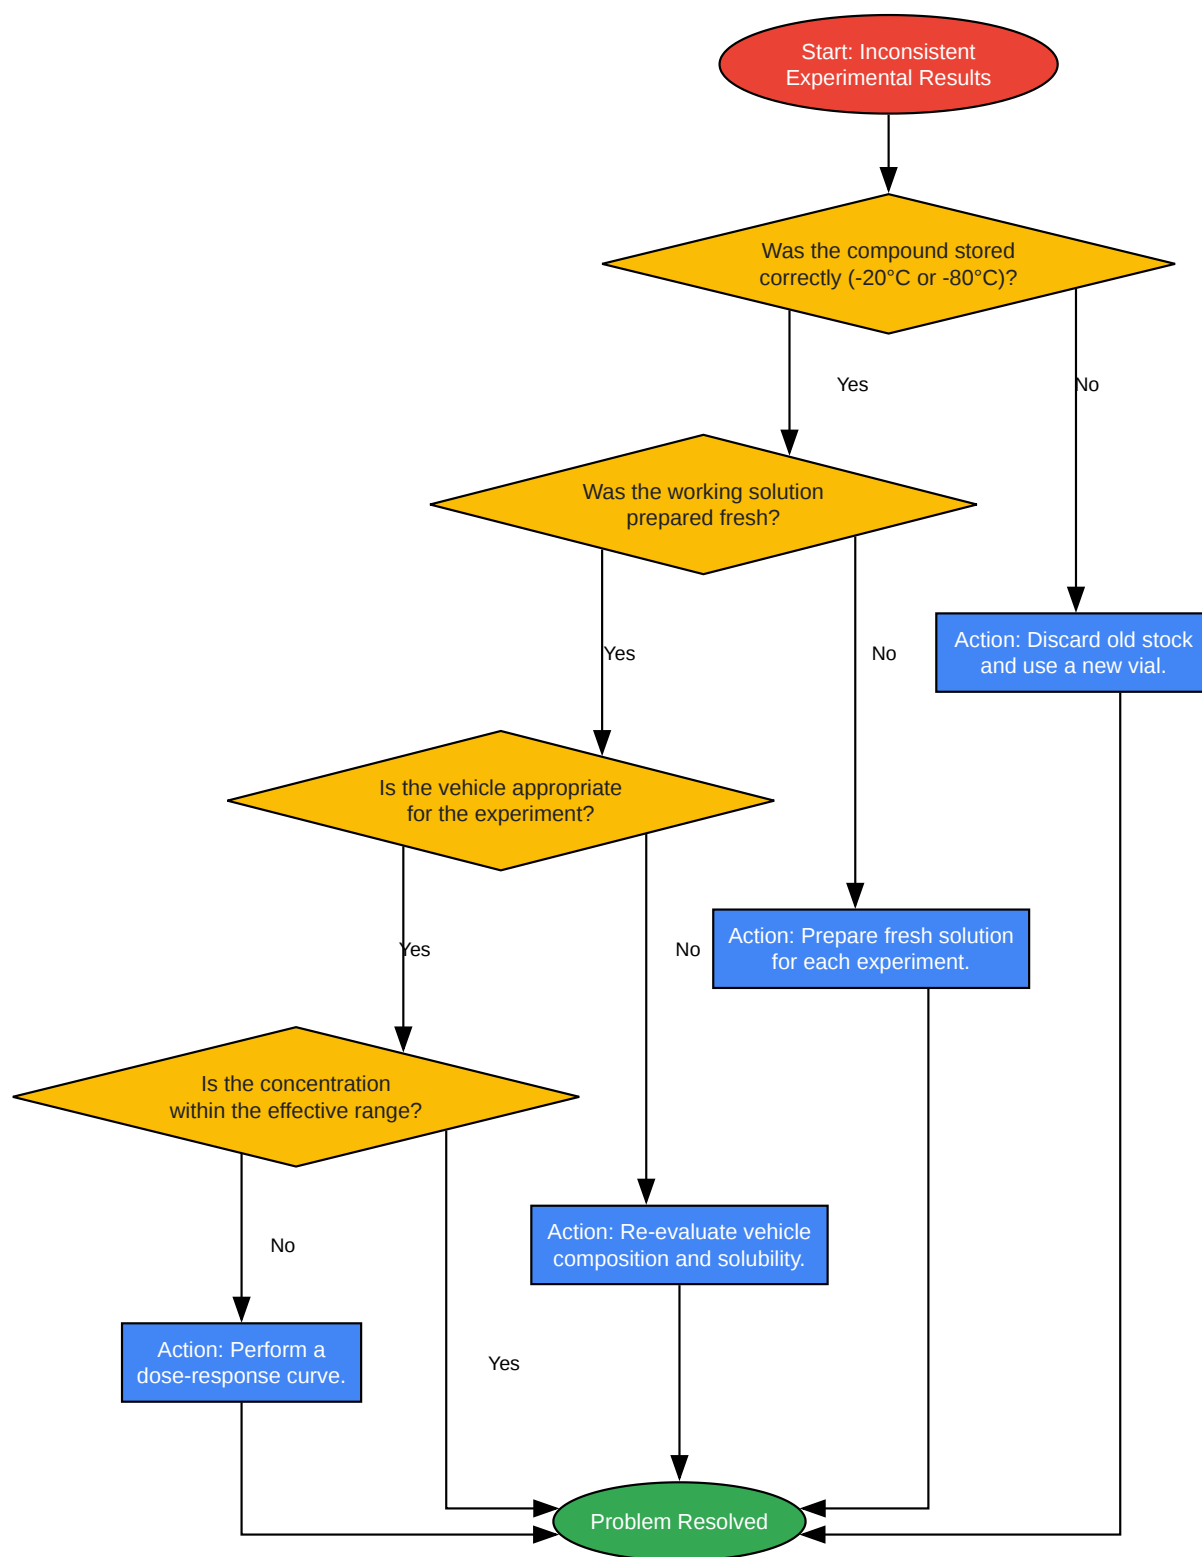 Start: Inconsistent
Experimental Results
Was the compound stored
correctly (-20°C or -80°C)?
Yes
No
Was the working solution
prepared fresh?
Yes
No
Action: Discard old stock
and use a new vial.
Is the vehicle appropriate
for the experiment?
Yes
No
Action: Prepare fresh solution
for each experiment.
Is the concentration
within the effective range?
No
Yes
Action: Re-evaluate vehicle
composition and solubility.
Action: Perform a
dose-response curve.
Problem Resolved